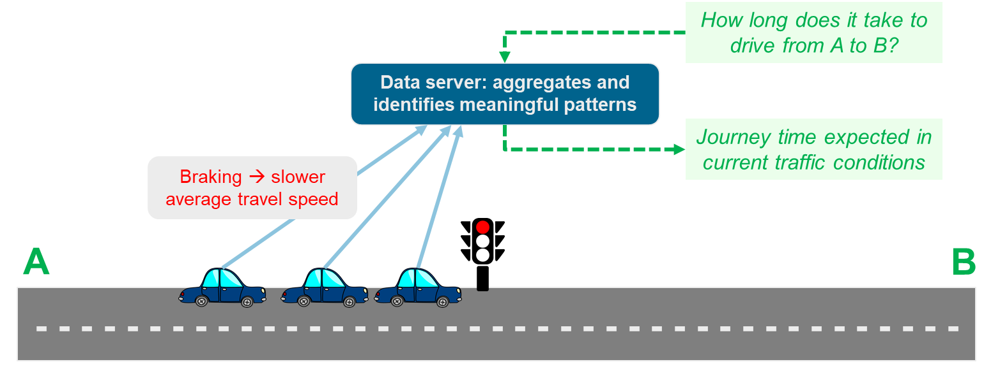 How long does it take to
drive from A to B?
Data server: aggregates and
identifies meaningful patterns
Journey time expected in
current traffic conditions
Braking → slower
average travel speed
A
B